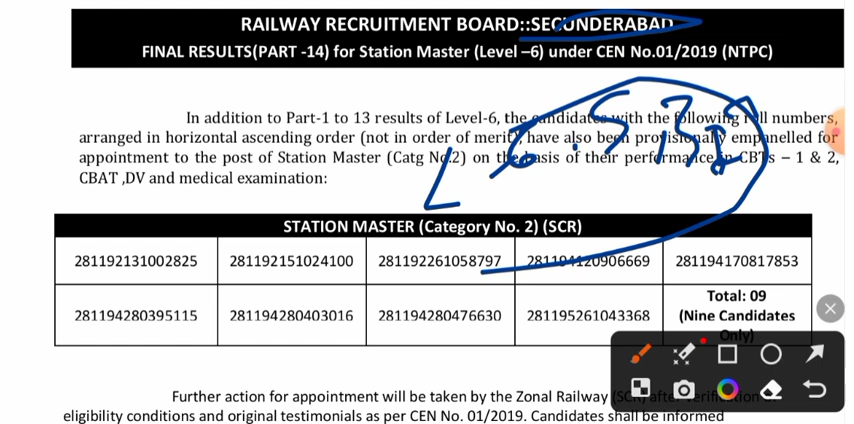 RAILWAY RECRUITMENT BOARD::SECUNDERABAD
FINAL RESULTS(PART -14) for Station Master (Level –6) under CEN No.01/2019 (NTPC)
In addition to Part-1 to 13 results of Level-6, the candidates with the following roll numbers,
arranged in horizontal ascending order (not in order of merit), have also been provisionally empanelled for
appointment to the post of Station Master (Catg No.2) on the basis of their performance in CBTs – 1 & 2,
CBAT ,DV and medical examination:
STATION MASTER (Category No. 2) (SCR)
281192131002825 281192151024100 281192261058797 281194120906669 281194170817853
281194280395115 281194280403016 281194280476630 281195261043368 Total: 09
(Nine Candidates
Only)
Further action for appointment will be taken by the Zonal Railway (SCR) after verification
eligibility conditions and original testimonials as per CEN No. 01/2019. Candidates shall be informed